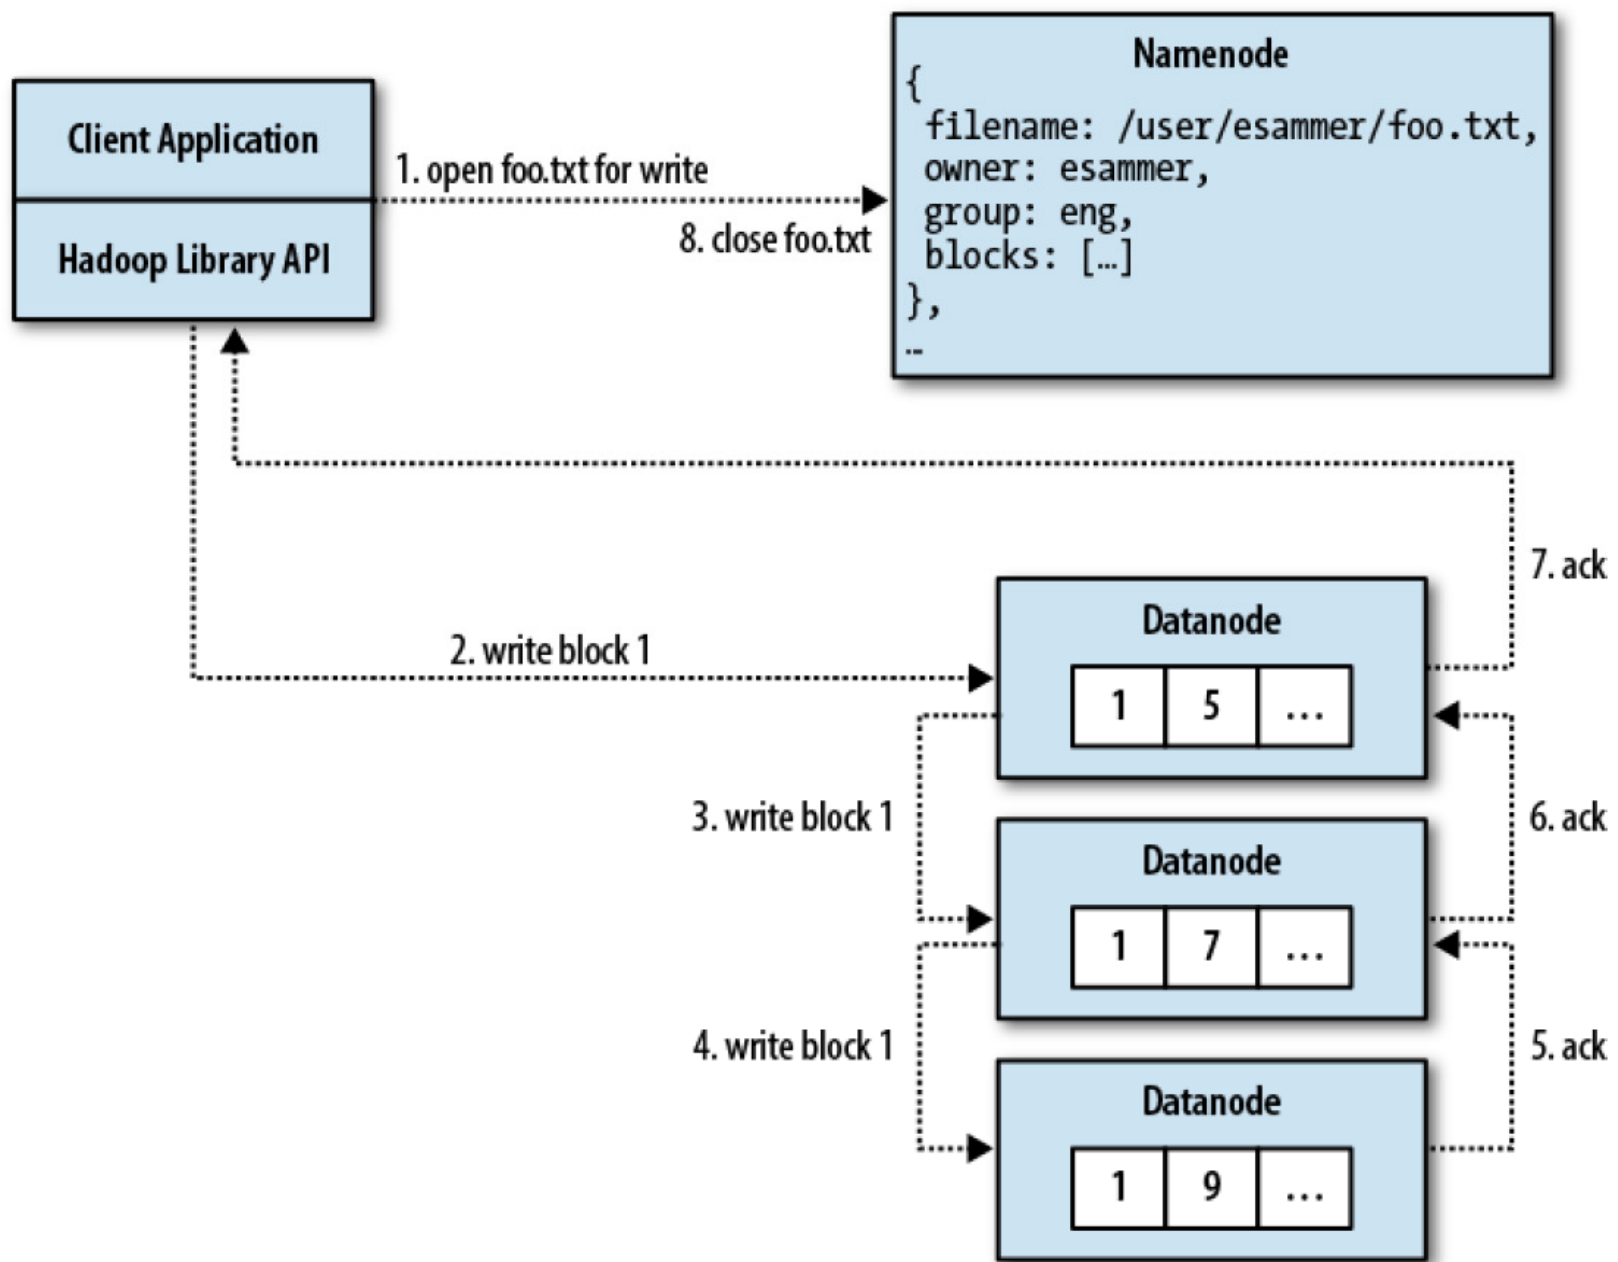 Client Application
Hadoop Library API
1. open foo.txt for write
8. close foo.txt
Namenode
{
filename: /user/esammer/foo.txt,
owner: esammer,
group: eng,
blocks: […]
},
…
2. write block 1
7. ack
Datanode
1 5 …
3. write block 1
6. ack
Datanode
1 7 …
4. write block 1
5. ack
Datanode
1 9 …